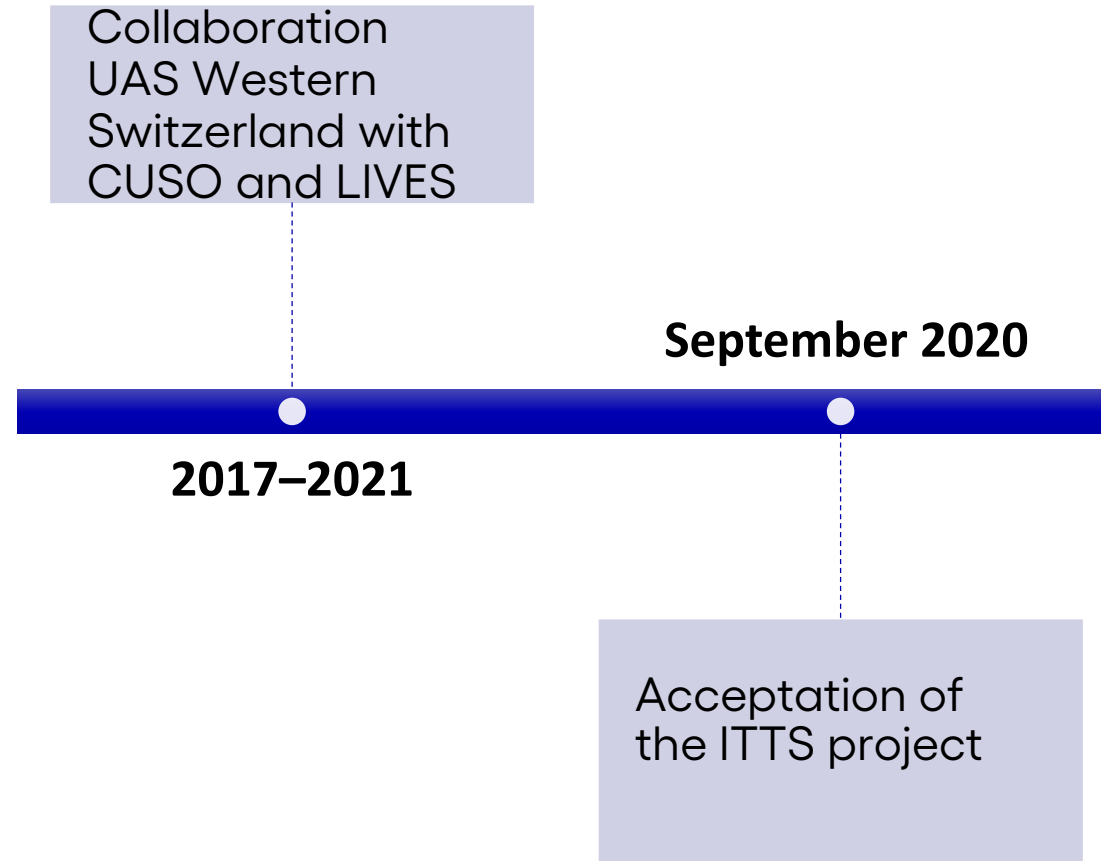 Collaboration
UAS Western
Switzerland with
CUSO and LIVES
September 2020
2017–2021
Acceptation of
the ITTS project